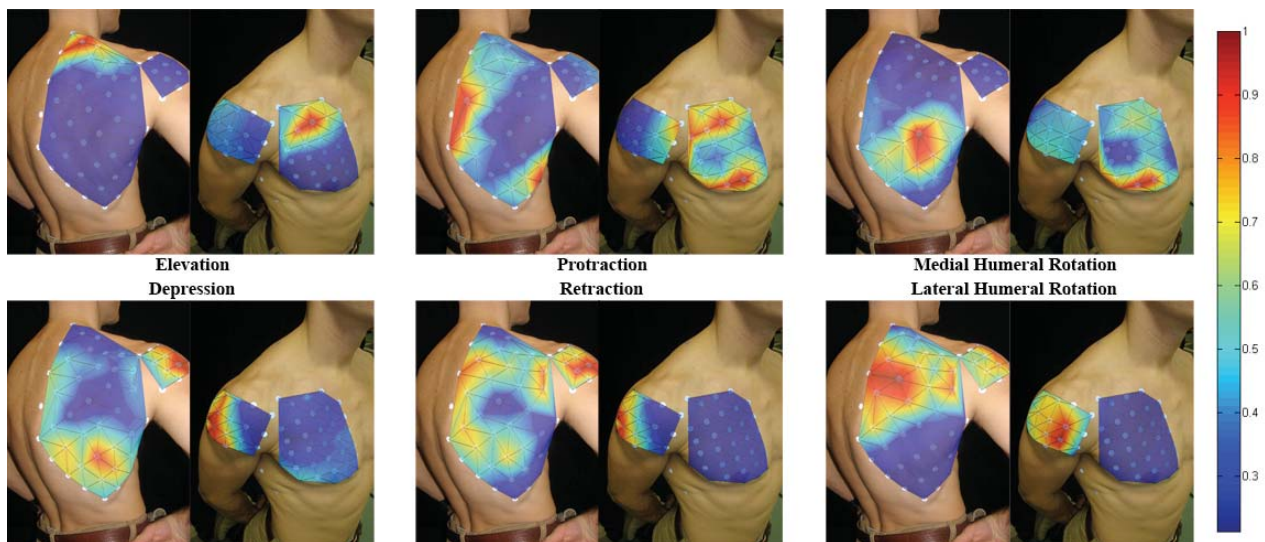 Elevation
Protraction
Medial Humeral Rotation
Depression
Retraction
Lateral Humeral Rotation
1
0.9
0.8
0.7
0.6
0.5
0.4
0.3